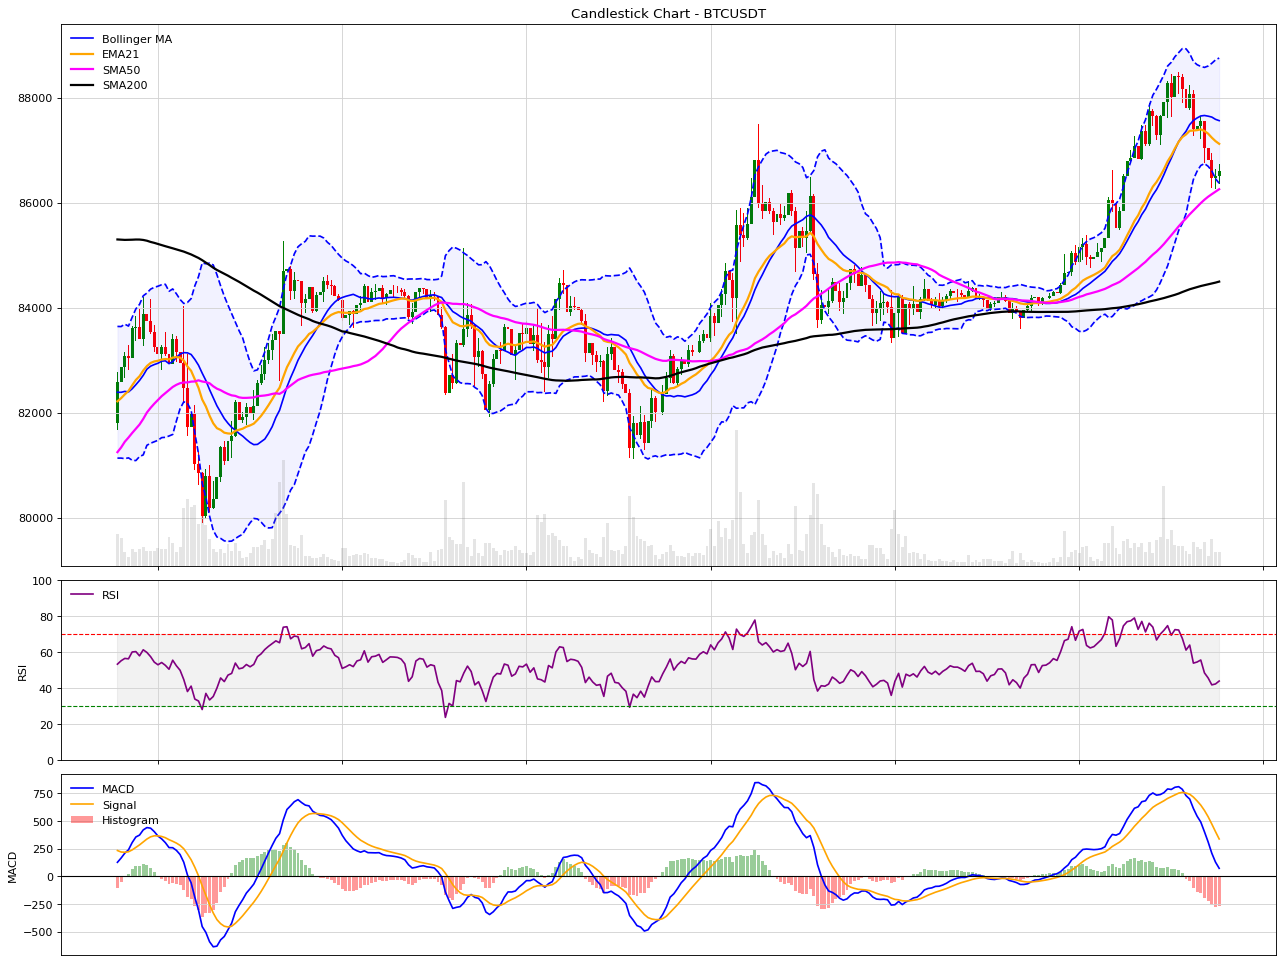 Candlestick Chart - BTCUSDT
Bollinger MA
EMA21
SMA50
SMA200
88000
86000
84000
82000
80000
100
RSI
80
60
RSI
40
20
0
MACD
750
Signal
500
Histogram
250
MACD
0
−250
−500